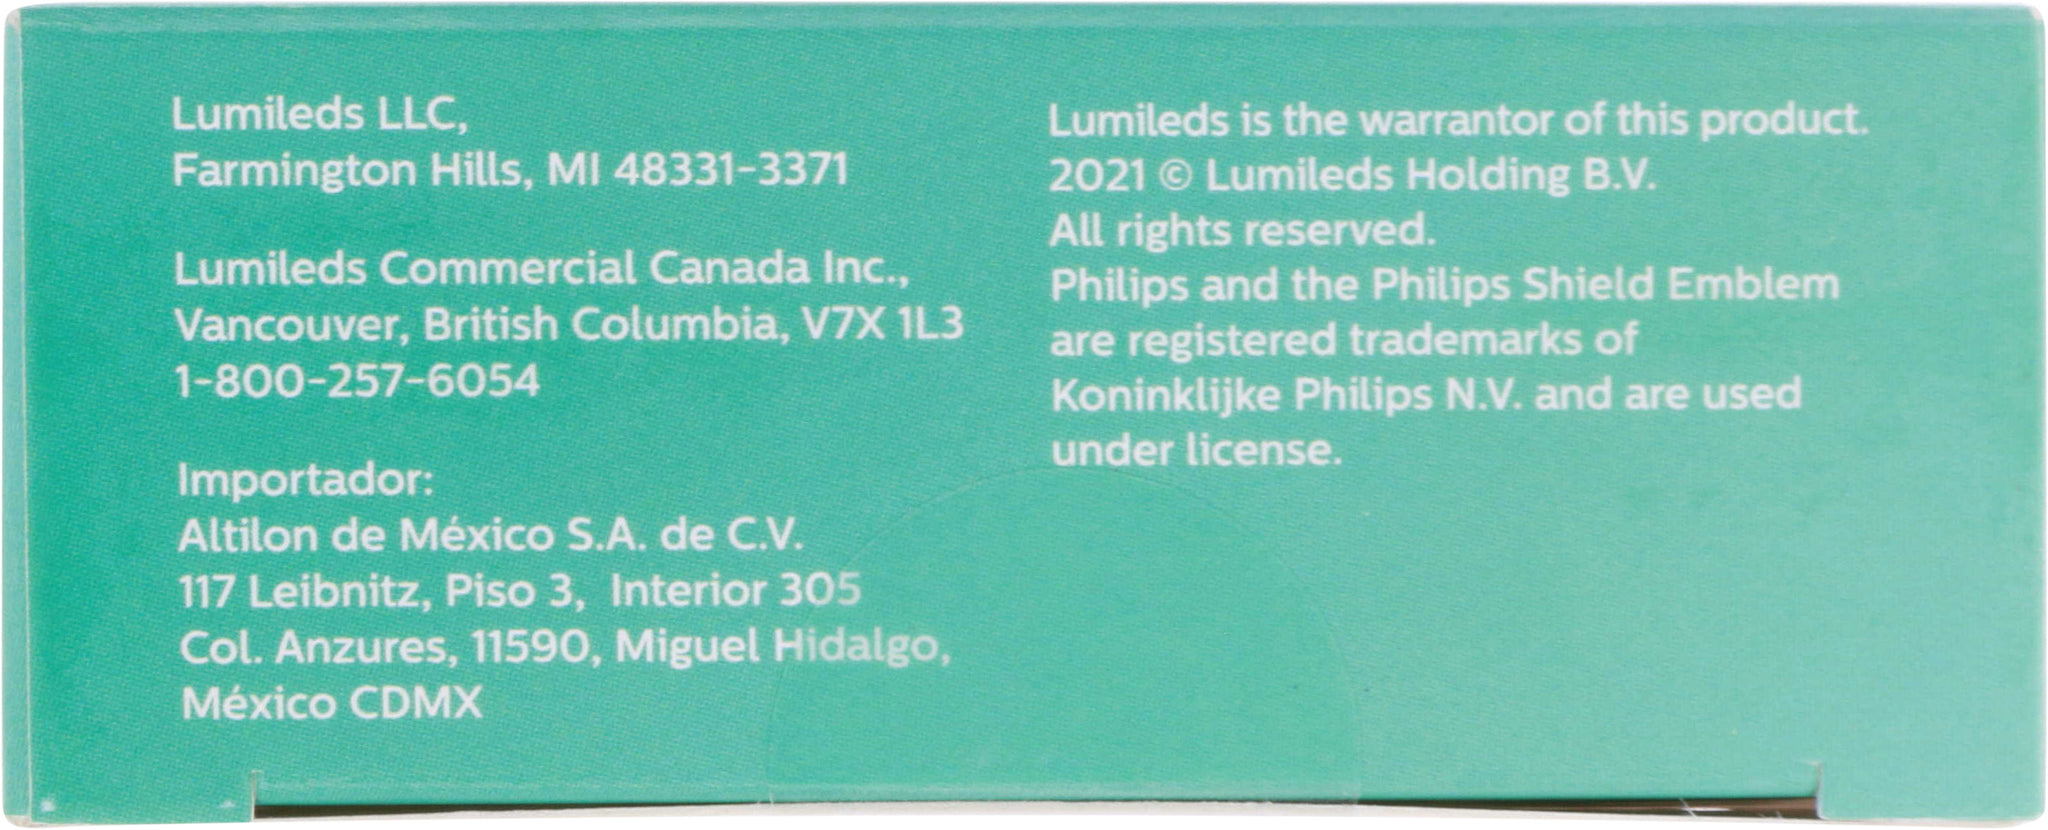 Lumileds LLC,
Farmington Hills, MI 48331-3371
Lumileds Commercial Canada Inc.,
Vancouver, British Columbia, V7X 1L3
1-800-257-6054
Importador:
Altilon de México S.A. de C.V.
117 Leibnitz, Piso 3, Interior 305
Col. Anzures, 11590, Miguel Hidalgo,
México CDMX
Lumileds is the warrantor of this product.
2021 © Lumileds Holding B.V.
All rights reserved.
Philips and the Philips Shield Emblem
are registered trademarks of
Koninklijke Philips N.V. and are used
under license.